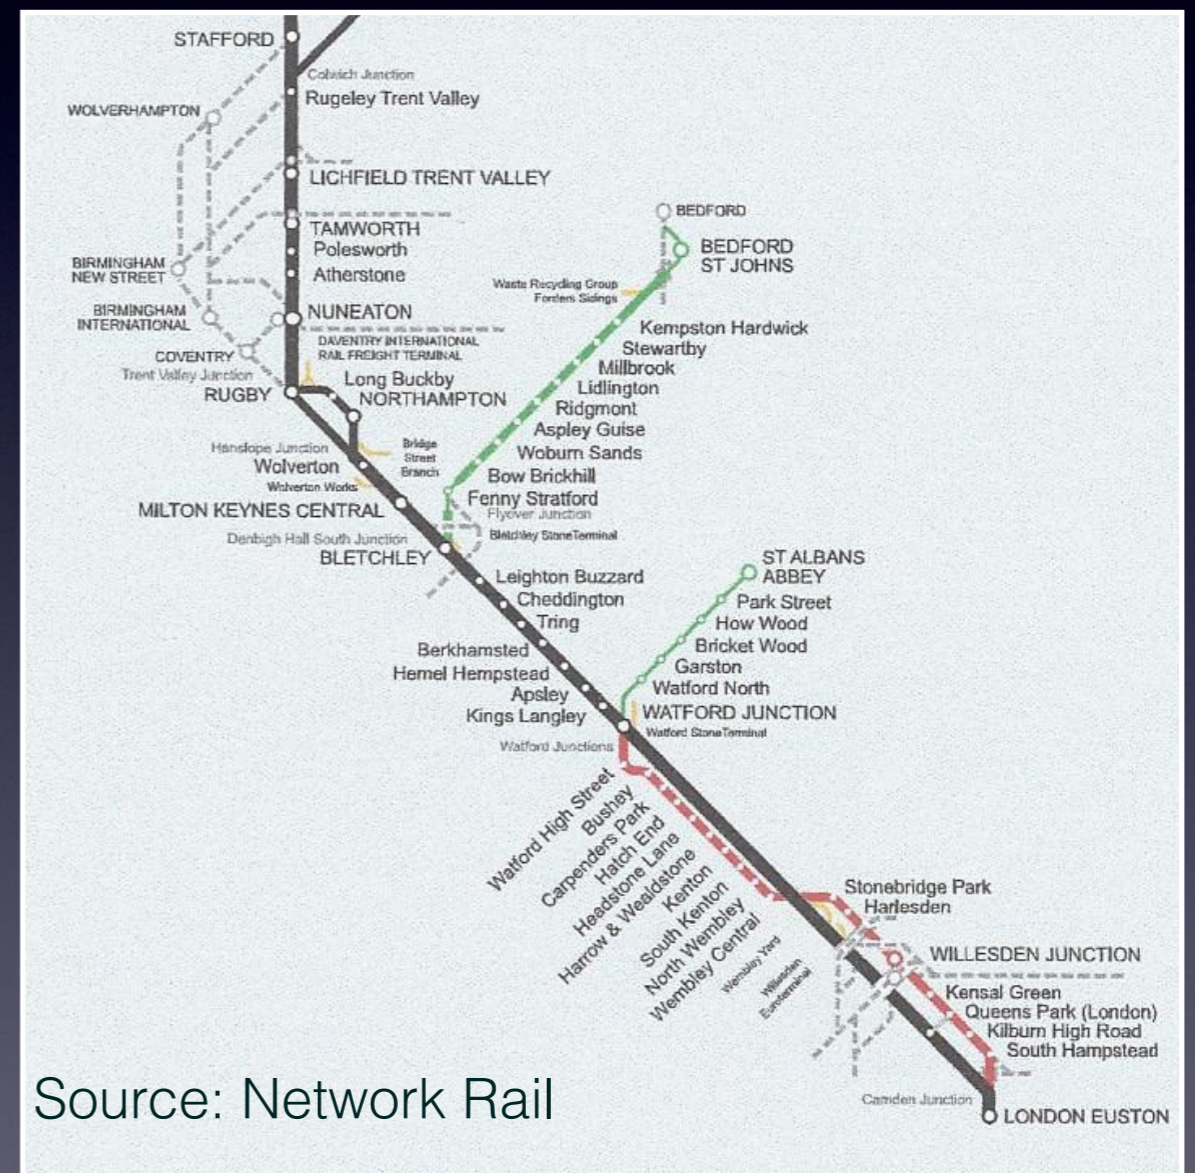 STAFFORD
Colwich Junction
Rugeley Trent Valley
WOLVERHAMPTON
LICHFIELD TRENT VALLEY
TAMWORTH
Polesworth
Atherstone
BIRMINGHAM
NEW STREET
BIRMINGHAM
INTERNATIONAL
NUNEATON
DAVENTRY INTERNATIONAL
RAIL FREIGHT TERMINAL
COVENTRY
Trent Valley Junction
RUGBY
Long Buckby
NORTHAMPTON
Hanslope Junction
Bridge
Street
Branch
Wolverton
Wolverton Works
MILTON KEYNES CENTRAL
Denbigh Hall South Junction
BLETCHLEY
BEDFORD
BEDFORD
ST JOHNS
Waste Recycling Group
Forders Sidings
Kempston Hardwick
Stewartby
Millbrook
Lidlington
Ridgmont
Aspley Guise
Woburn Sands
Bow Brickhill
Fenny Stratford
Flyover Junction
Bletchley Stone Terminal
Leighton Buzzard
Cheddington
Tring
Berkhamsted
Hemel Hempstead
Apsley
Kings Langley
ST ALBANS
ABBEY
Park Street
How Wood
Bricket Wood
Garston
Watford North
WATFORD JUNCTION
Watford Stone Terminal
Watford Junctions
Watford High Street
Bushey
Carpenders Park
Hatch End
Headstone Lane
Harrow & Wealdstone
Kenton
South Kenton
North Wembley
Wembley Central
Wembley Yard
Willesden
Euroterminal
Stonebridge Park
Harlesden
WILLESDEN JUNCTION
Kensal Green
Queens Park (London)
Kilburn High Road
South Hampstead
Camden Junction
LONDON EUSTON
Source: Network Rail